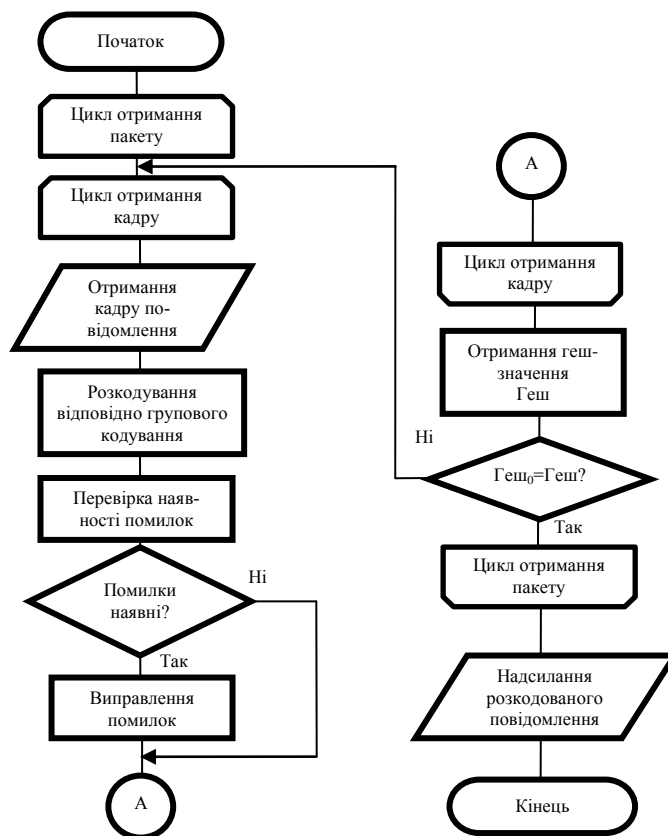 Початок
Цикл отримання
пакету
Цикл отримання
кадру
Отримання
кадру по-
відомлення
Розкодування
відповідно групового
кодування
Перевірка наяв-
ності помилок
Помилки
наявні?
Ні
Так
Виправлення
помилок
А
А
Цикл отримання
кадру
Отримання геш-
значення
Геш
Ні
Геш₀=Геш?
Так
Цикл отримання
пакету
Надсилання
розкодованого
повідомлення
Кінець